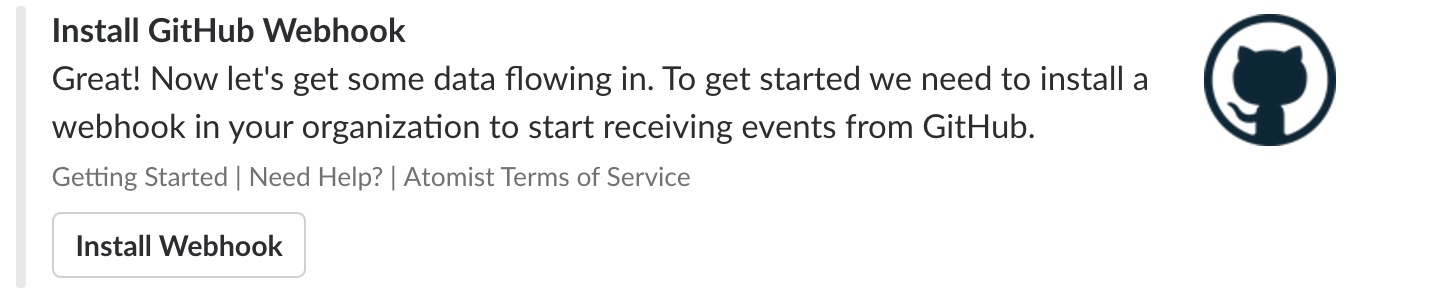 Install GitHub Webhook
Great! Now let's get some data flowing in. To get started we need to install a
webhook in your organization to start receiving events from GitHub.
Getting Started | Need Help? | Atomist Terms of Service
Install Webhook